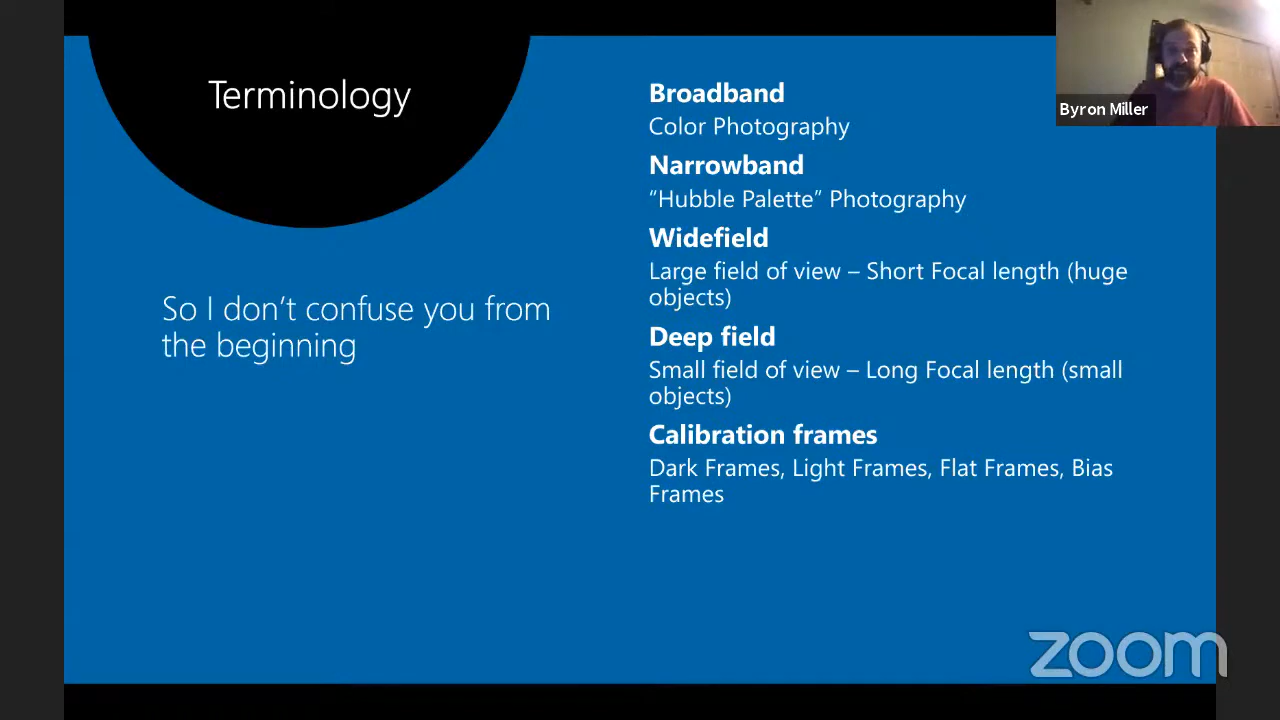 Terminology
So I don’t confuse you from
the beginning
Broadband
Color Photography
Narrowband
“Hubble Palette” Photography
Widefield
Large field of view – Short Focal length (huge
objects)
Deep field
Small field of view – Long Focal length (small
objects)
Calibration frames
Dark Frames, Light Frames, Flat Frames, Bias
Frames
Byron Miller
zoom